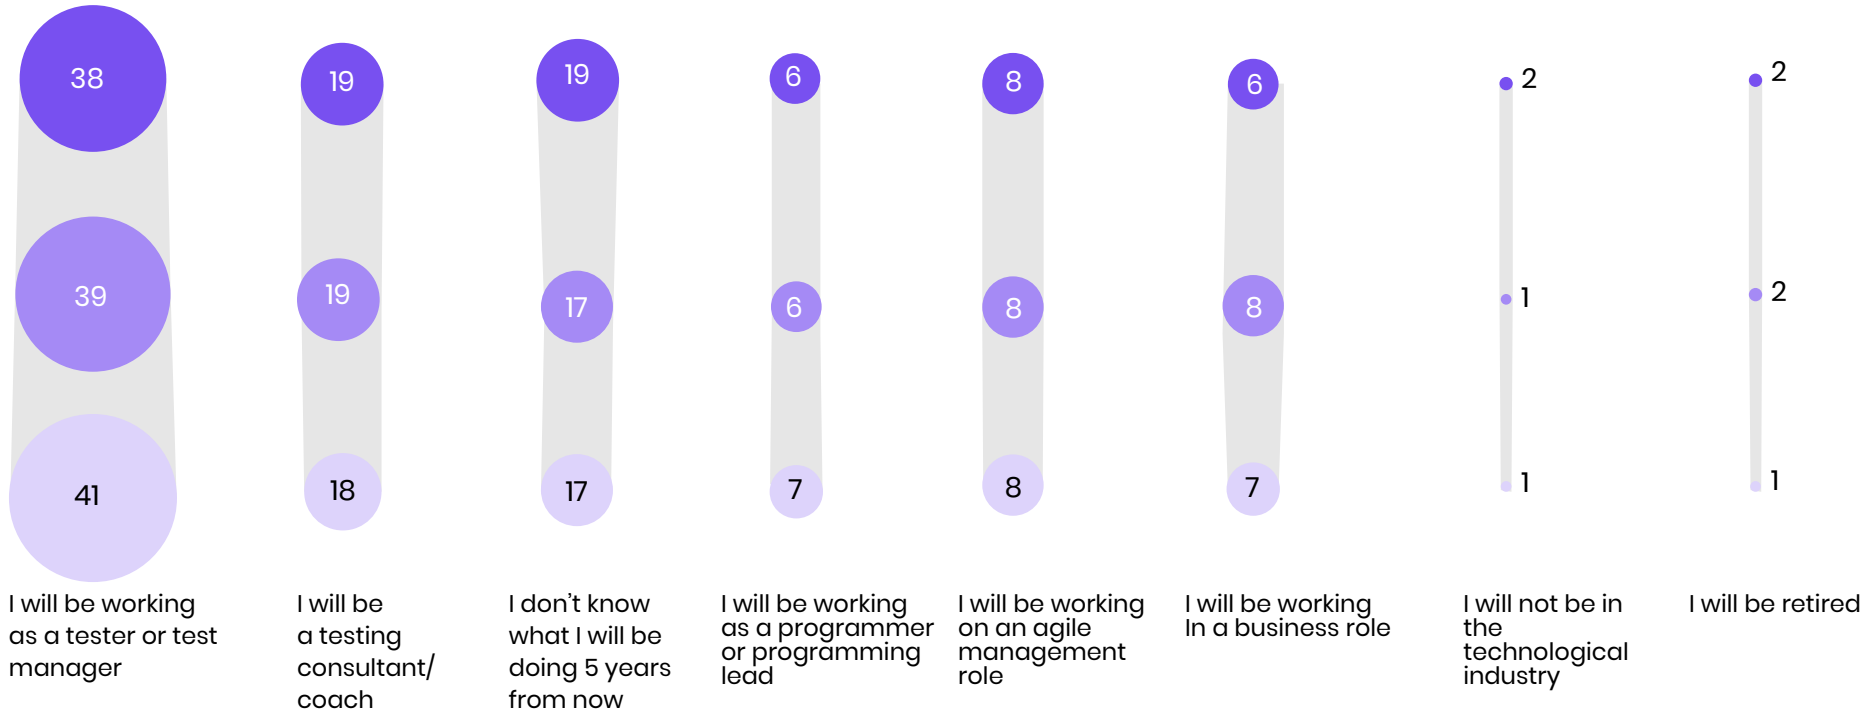 38
19
19
6
8
6
2
2
39
19
17
6
8
8
1
2
41
18
17
7
8
7
1
1
I will be working
as a tester or test
manager
I will be
a testing
consultant/
coach
I don’t know
what I will be
doing 5 years
from now
I will be working
as a programmer
or programming
lead
I will be working
on an agile
management
role
I will be working
In a business role
I will not be in
the
technological
industry
I will be retired